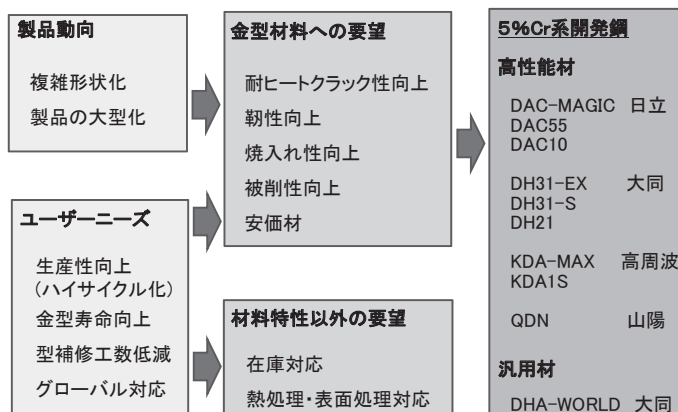 製品動向
複雑形状化
製品の大型化
ユーザーニーズ
生産性向上
(ハイサイクル化)
金型寿命向上
型補修工数低減
グローバル対応
金型材料への要望
耐ヒートクラック性向上
靭性向上
焼入れ性向上
被削性向上
安価材
材料特性以外の要望
在庫対応
熱処理・表面処理対応
5%Cr系開発鋼
高性能材
DAC-MAGIC 日立
DAC55
DAC10
DH31-EX 大同
DH31-S
DH21
KDA-MAX 高周波
KDA1S
QDN 山陽
汎用材
DHA-WORLD 大同